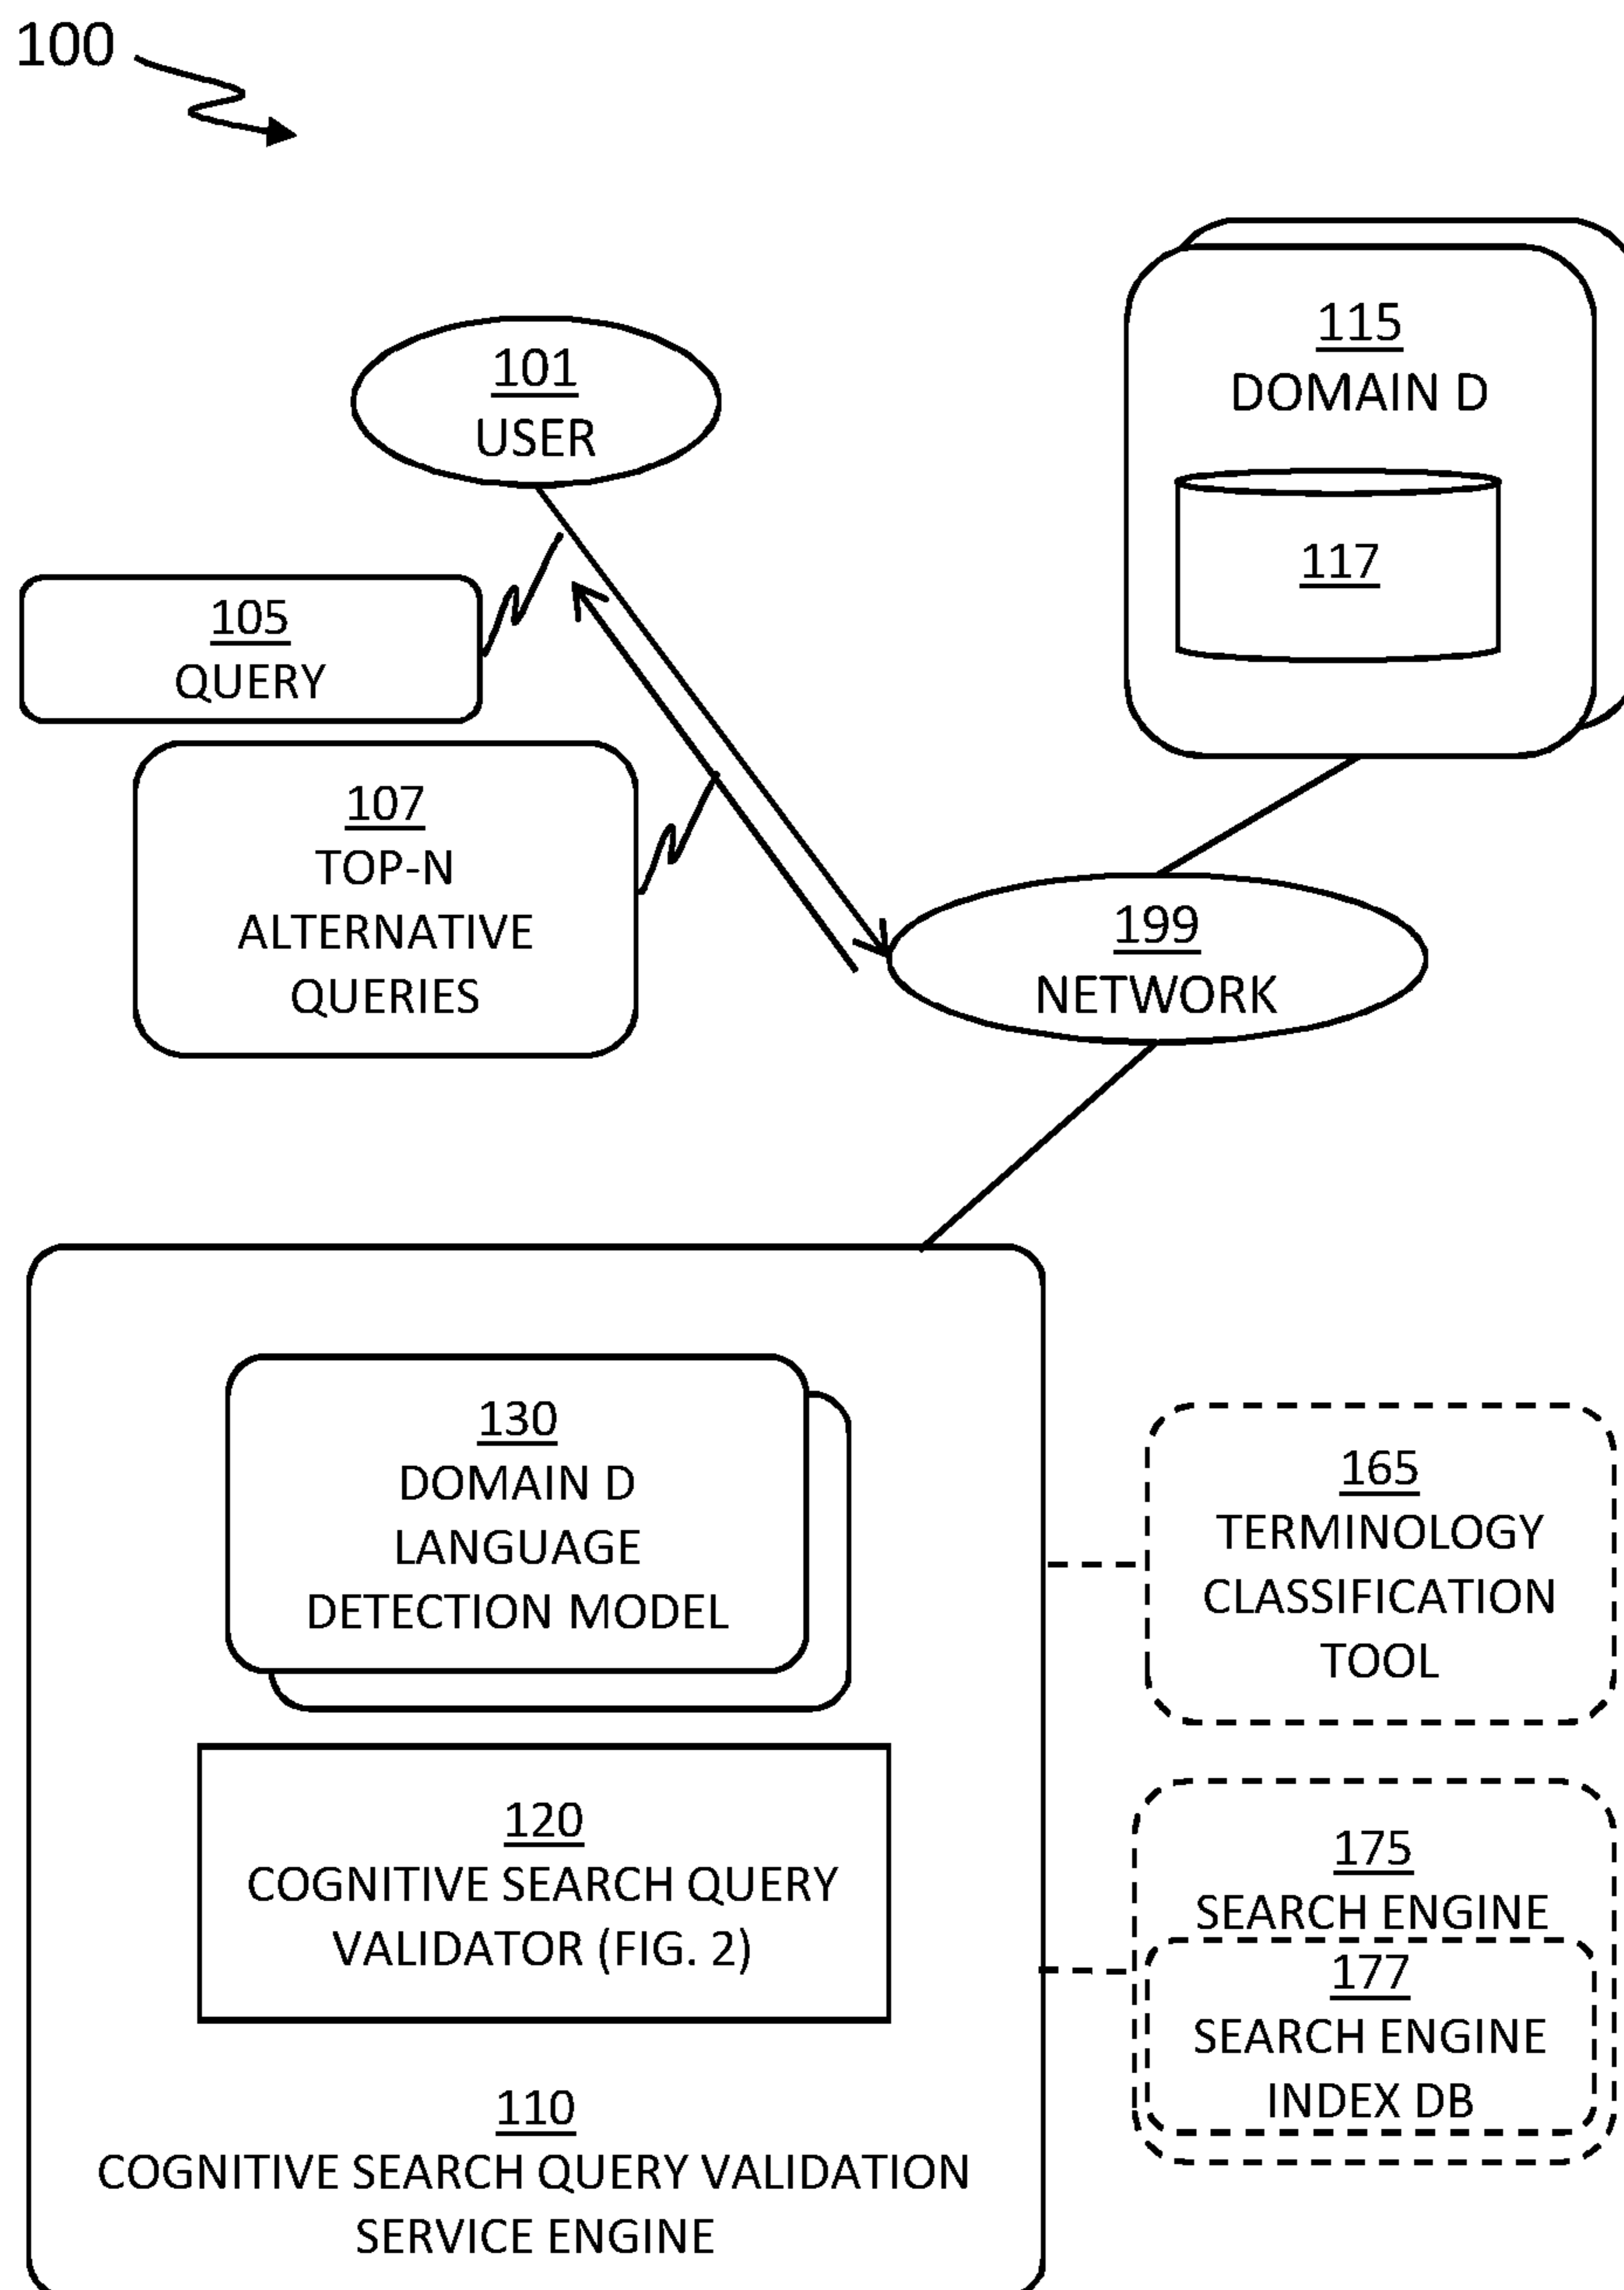 100
115
DOMAIN D
117
101
USER
105
QUERY
107
TOP-N
ALTERNATIVE
QUERIES
199
NETWORK
130
DOMAIN D
LANGUAGE
DETECTION MODEL
120
COGNITIVE SEARCH QUERY
VALIDATOR (FIG. 2)
110
COGNITIVE SEARCH QUERY VALIDATION
SERVICE ENGINE
165
TERMINOLOGY
CLASSIFICATION
TOOL
175
SEARCH ENGINE
177
SEARCH ENGINE
INDEX DB